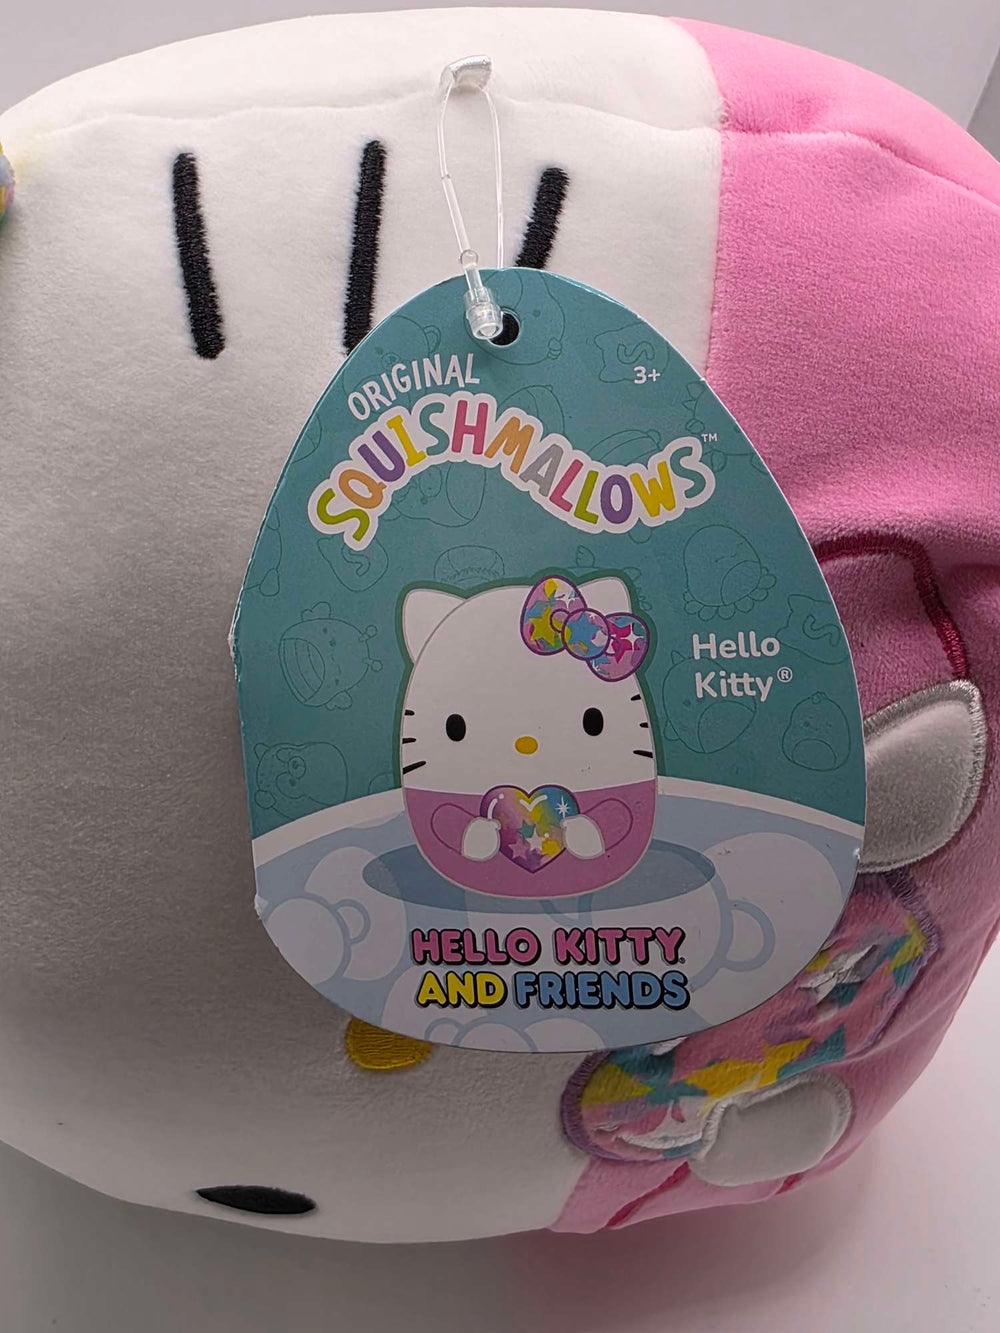 ORIGINAL
3+
SQUISHMALLOWS™
Hello
Kitty®
HELLO KITTY
AND FRIENDS